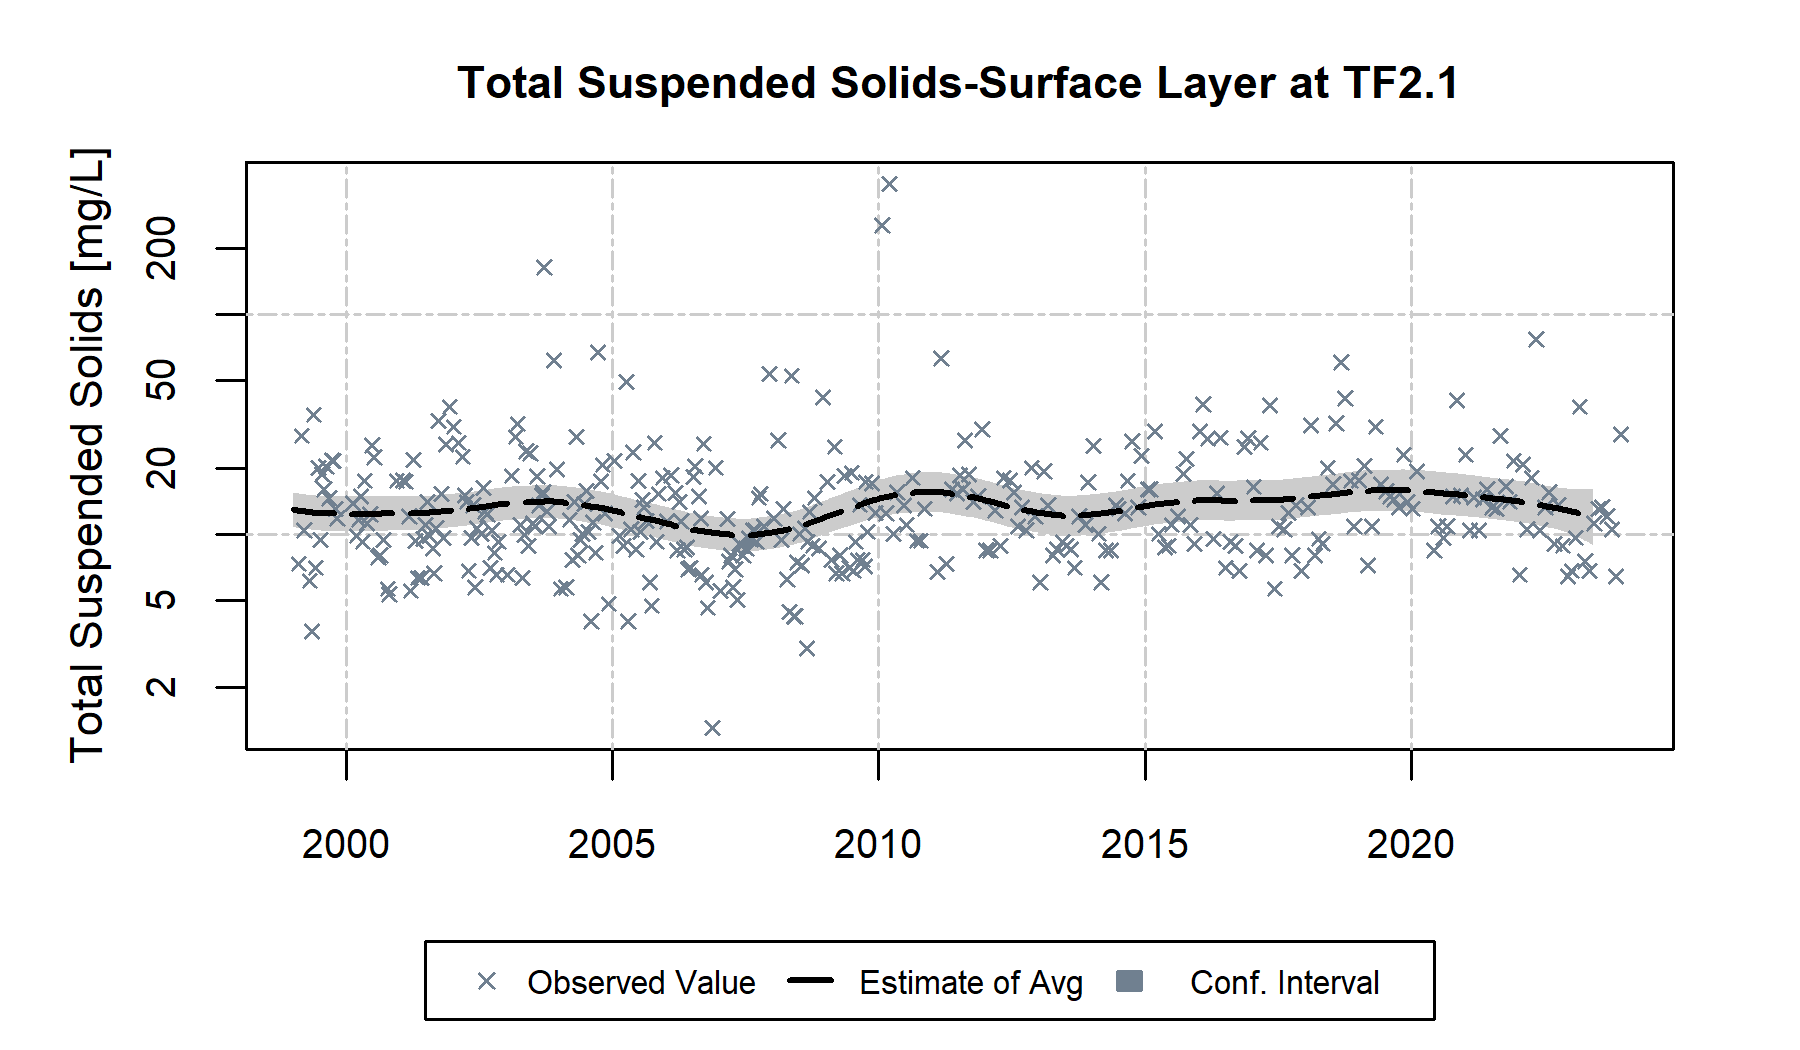 Total Suspended Solids-Surface Layer at TF2.1
Total Suspended Solids [mg/L]
200
50
20
5
2
2000 2005 2010 2015 2020
Observed Value Estimate of Avg Conf. Interval